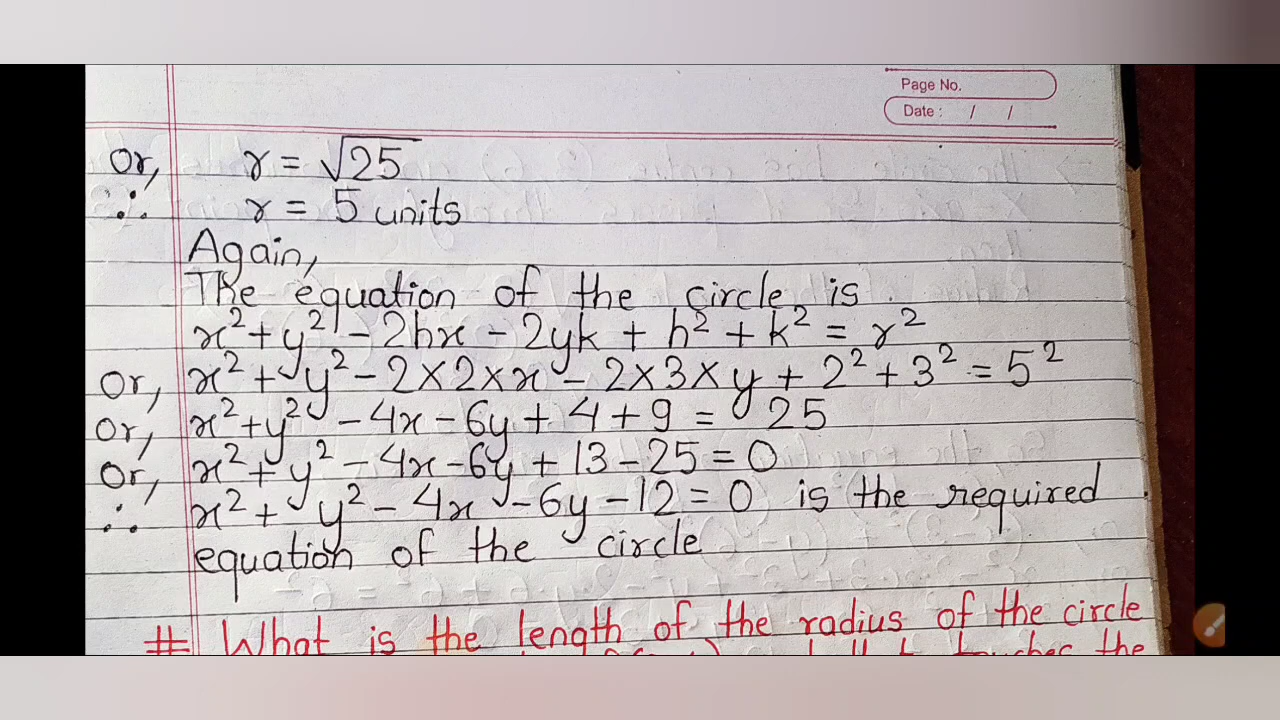 Page No.
Date : / /
Or, r = √25
∴ r = 5 units
Again,
The equation of the circle is
x² + y² - 2hx - 2yk + h² + k² = r²
Or, x² + y² - 2×2×x - 2×3×y + 2² + 3² = 5²
Or, x² + y² - 4x - 6y + 4 + 9 = 25
Or, x² + y² - 4x - 6y + 13 - 25 = 0
∴ x² + y² - 4x - 6y - 12 = 0 is the required
equation of the circle
# What is the length of the radius of the circle
touches the